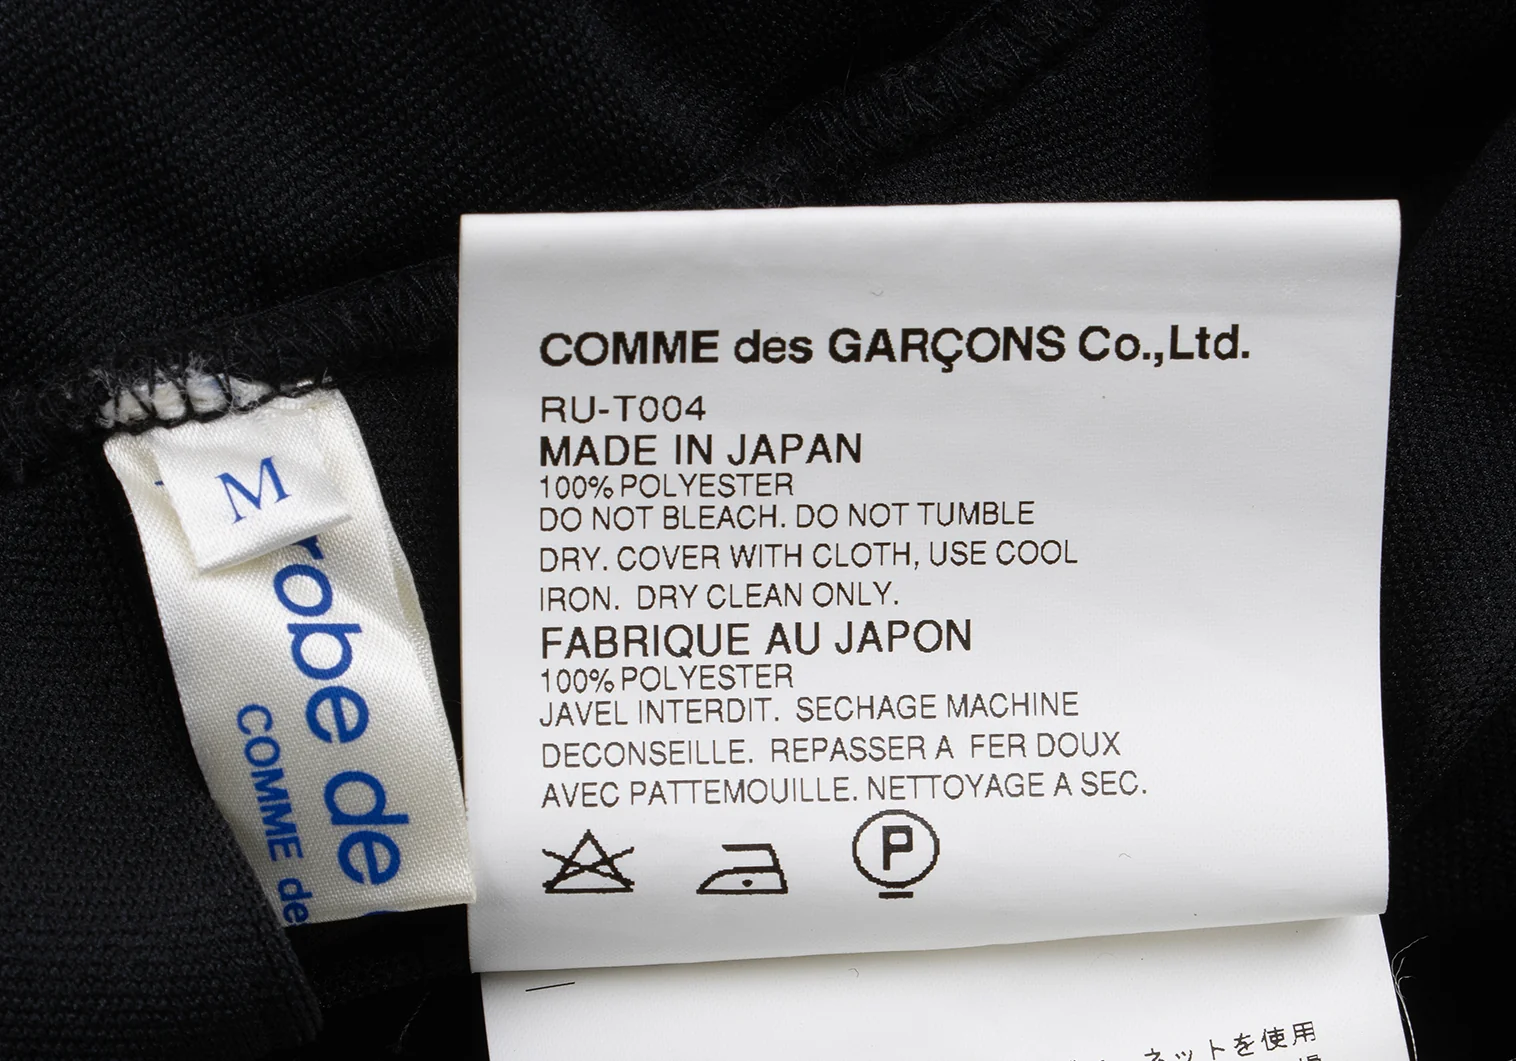 M
robe de
COMME de
COMME des GARÇONS Co.,Ltd.
RU-T004
MADE IN JAPAN
100% POLYESTER
DO NOT BLEACH. DO NOT TUMBLE
DRY. COVER WITH CLOTH, USE COOL
IRON. DRY CLEAN ONLY.
FABRIQUE AU JAPON
100% POLYESTER
JAVEL INTERDIT. SECHAGE MACHINE
DECONSEILLE. REPASSER A FER DOUX
AVEC PATTEMOUILLE. NETTOYAGE A SEC.
P
ネットを使用